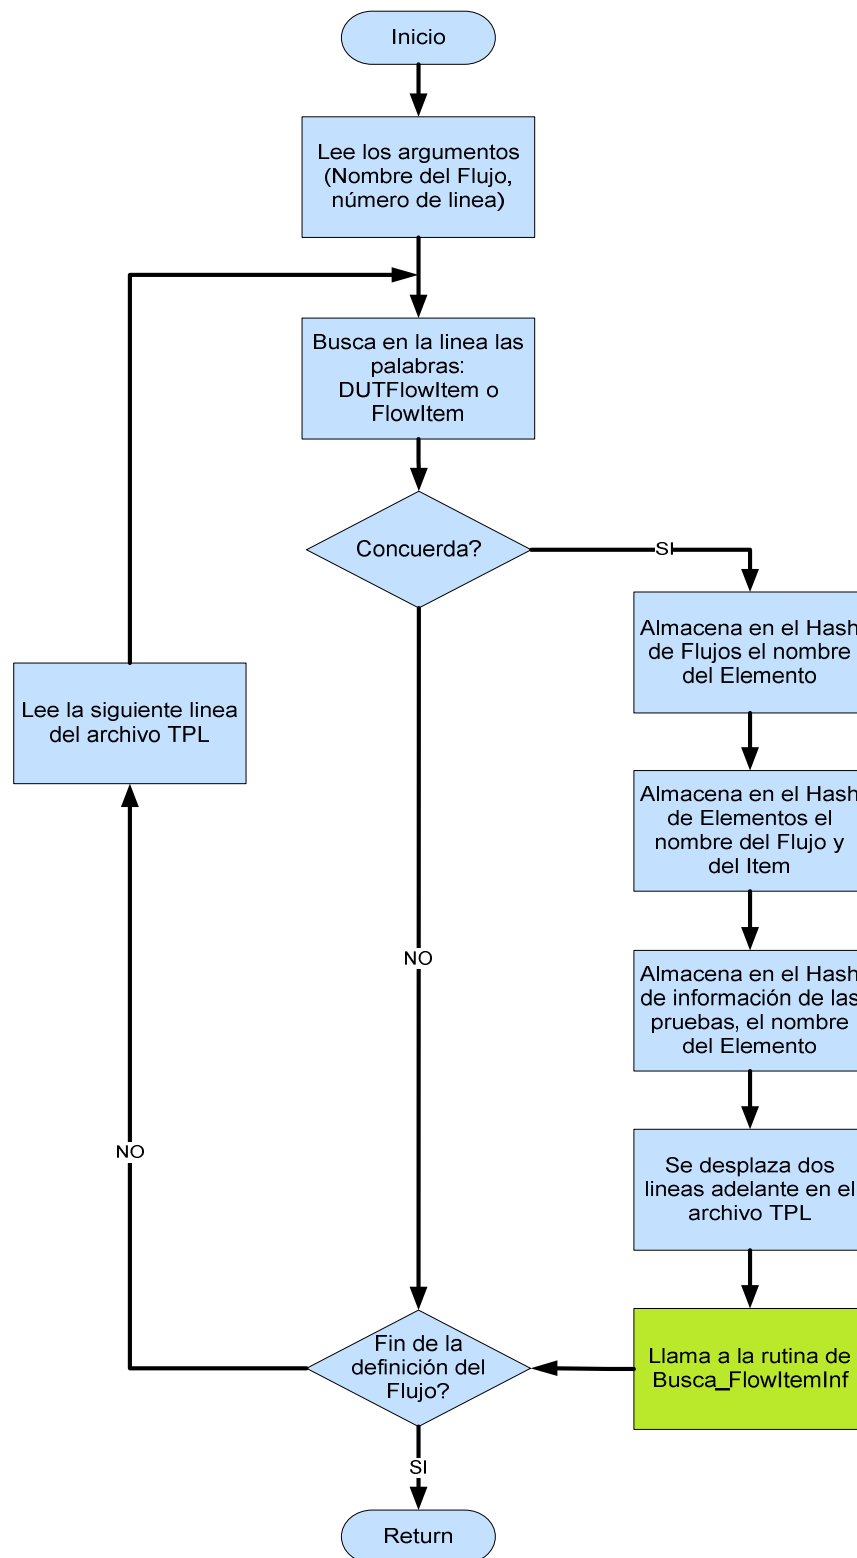 Inicio
Lee los argumentos
(Nombre del Flujo,
número de linea)
Busca en la linea las
palabras:
DUTFlowItem o
FlowItem
Concuerda?
SI
Almacena en el Hash
de Flujos el nombre
del Elemento
Lee la siguiente linea
del archivo TPL
Almacena en el Hash
de Elementos el
nombre del Flujo y
del Item
NO
Almacena en el Hash
de información de las
pruebas, el nombre
del Elemento
NO
Se desplaza dos
lineas adelante en el
archivo TPL
Fin de la
definición del
Flujo?
Llama a la rutina de
Busca_FlowItemInf
SI
Return